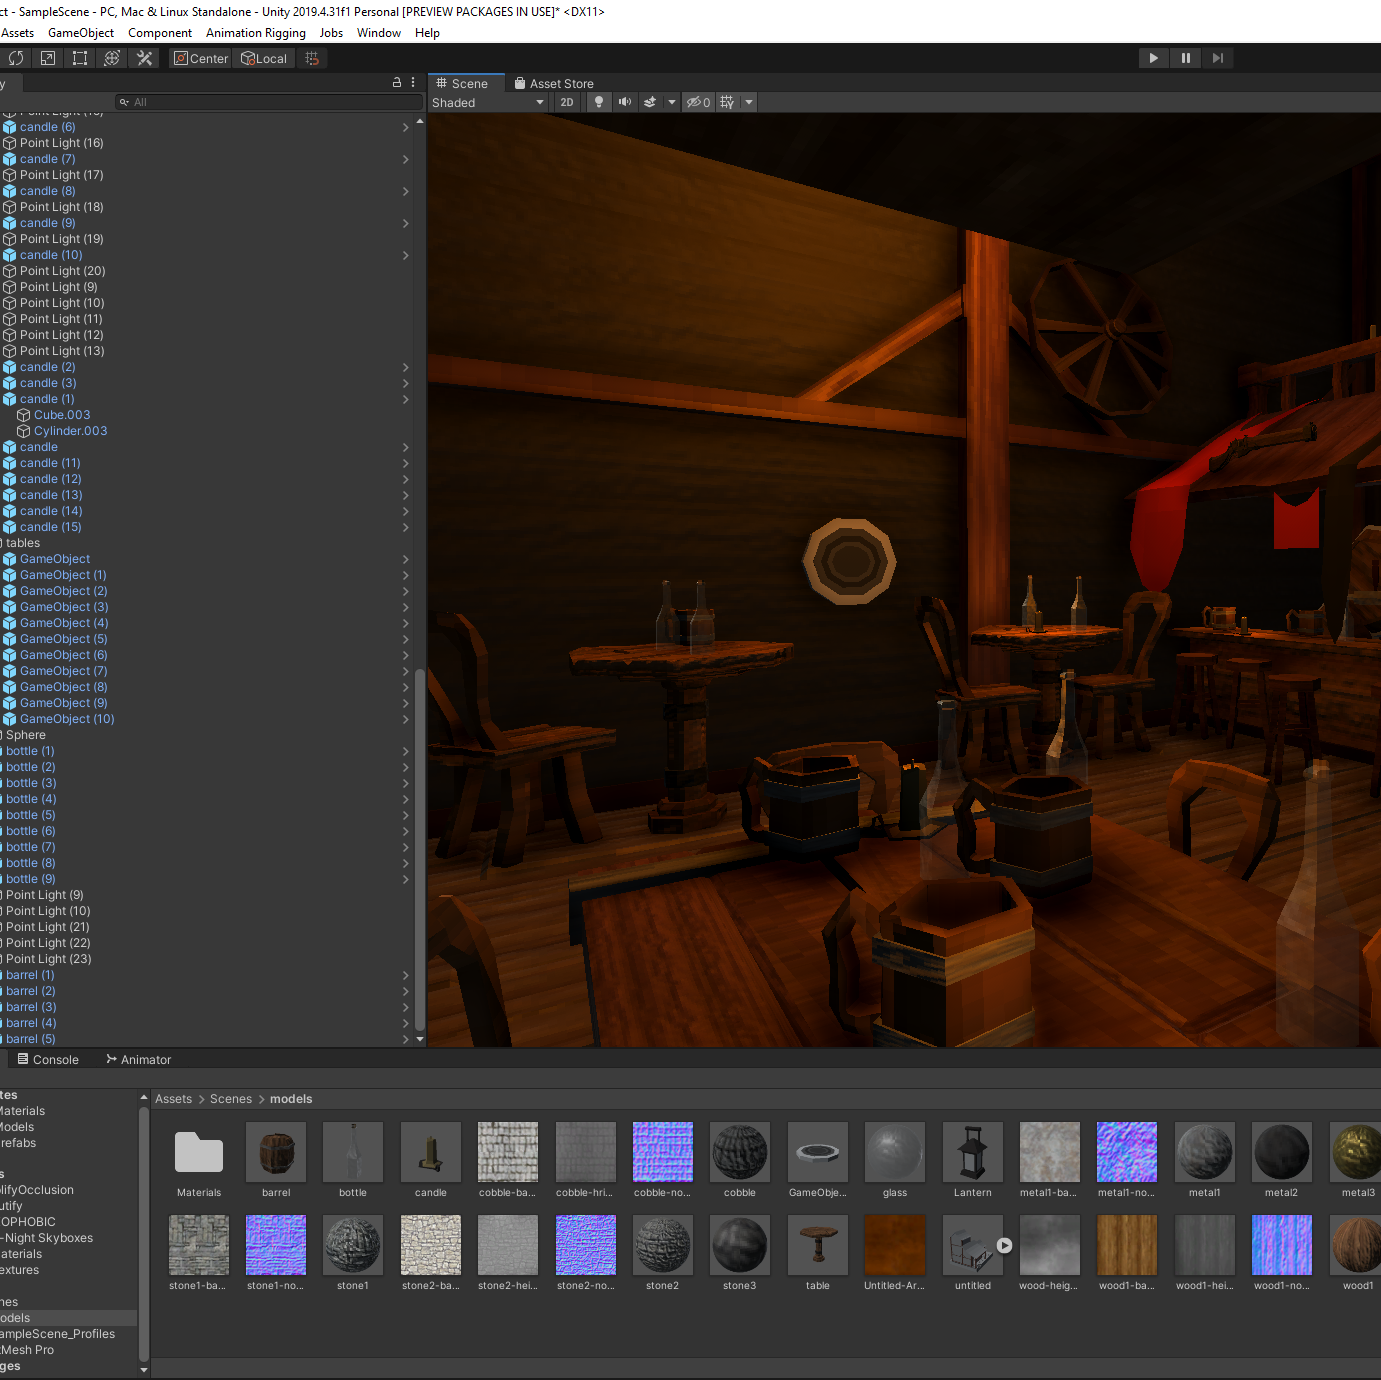 ct - SampleScene - PC, Mac & Linux Standalone - Unity 2019.4.31f1 Personal [PREVIEW PACKAGES IN USE]* <DX11>
Assets GameObject Component Animation Rigging Jobs Window Help
Center Local
y
All
Scene Asset Store
Shaded 2D 0
candle (6)
Point Light (16)
candle (7)
Point Light (17)
candle (8)
Point Light (18)
candle (9)
Point Light (19)
candle (10)
Point Light (20)
Point Light (9)
Point Light (10)
Point Light (11)
Point Light (12)
Point Light (13)
candle (2)
candle (3)
candle (1)
Cube.003
Cylinder.003
candle
candle (11)
candle (12)
candle (13)
candle (14)
candle (15)
tables
GameObject
GameObject (1)
GameObject (2)
GameObject (3)
GameObject (4)
GameObject (5)
GameObject (6)
GameObject (7)
GameObject (8)
GameObject (9)
GameObject (10)
Sphere
bottle (1)
bottle (2)
bottle (3)
bottle (4)
bottle (5)
bottle (6)
bottle (7)
bottle (8)
bottle (9)
Point Light (9)
Point Light (10)
Point Light (21)
Point Light (22)
Point Light (23)
barrel (1)
barrel (2)
barrel (3)
barrel (4)
barrel (5)
Console Animator
tes
Materials
Models
refabs
s
plifyOcclusion
utify
OPHOBIC
-Night Skyboxes
aterials
extures
nes
odels
ampleScene_Profiles
tMesh Pro
ges
Assets > Scenes > models
Materials barrel bottle candle cobble-ba... cobble-hri... cobble-no... cobble GameObje... glass Lantern metal1-ba... metal1-no... metal1 metal2 metal3
stone1-ba... stone1-no... stone1 stone2-ba... stone2-hei... stone2-no... stone2 stone3 table Untitled-Ar... untitled wood-heig... wood1-ba... wood1-hei... wood1-no... wood1